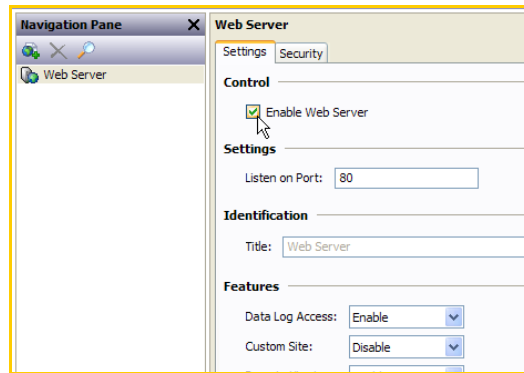 Navigation Pane
Web Server
Web Server
Settings
Security
Control
Enable Web Server
Settings
Listen on Port: 80
Identification
Title: Web Server
Features
Data Log Access: Enable
Custom Site: Disable